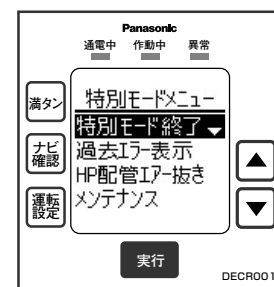 Panasonic
通電中 作動中 異常
満タン
ナビ
確認
運転
設定
特別モードメニュー
特別モード終了
過去エラー表示
HP配管エアー抜き
メンテナンス
実行
DECR001